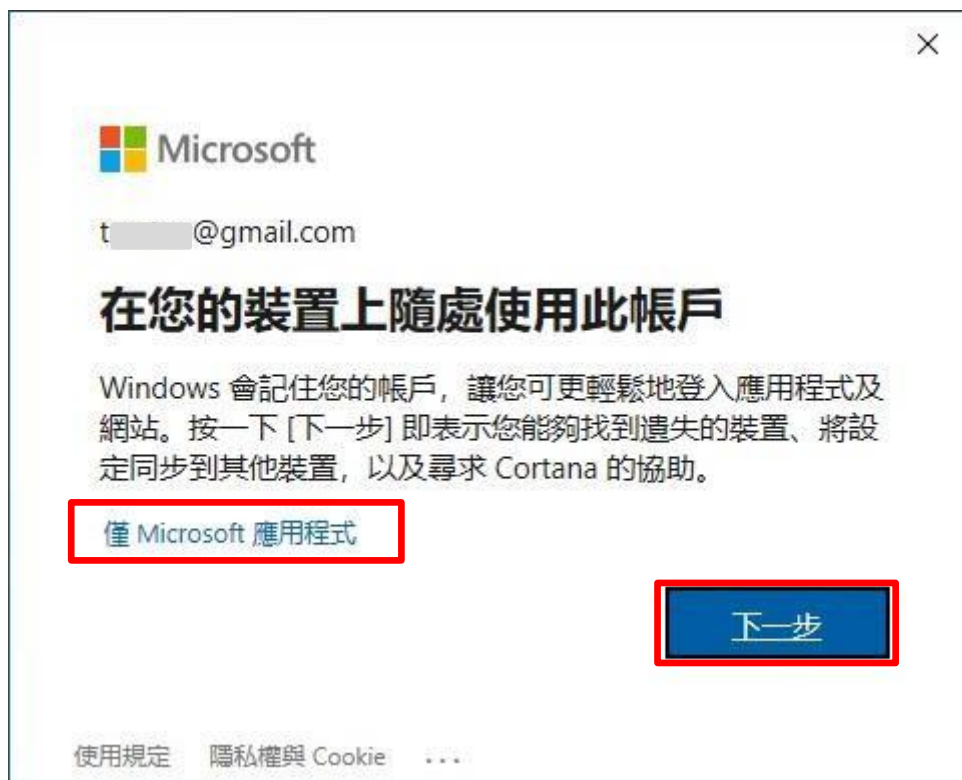 Microsoft
t @gmail.com
在您的裝置上隨處使用此帳戶
Windows 會記住您的帳戶，讓您可更輕鬆地登入應用程式及
網站。按一下 [下一步] 即表示您能夠找到遺失的裝置、將設
定同步到其他裝置，以及尋求 Cortana 的協助。
僅 Microsoft 應用程式
下一步
使用規定 隱私權與 Cookie ...